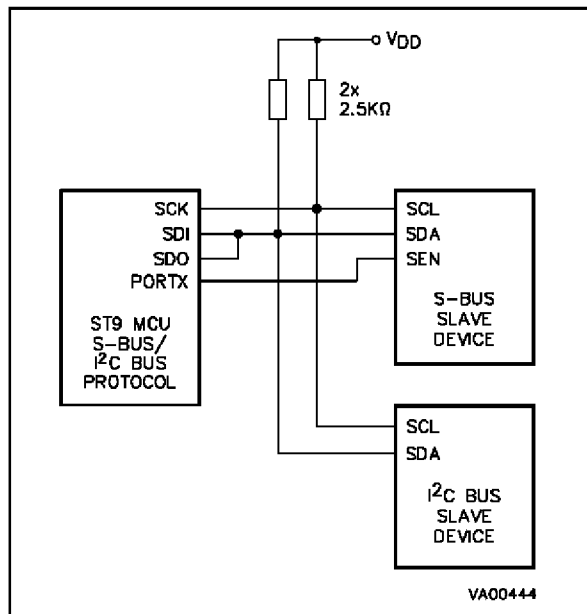 VDD
2x
2.5KΩ
SCK
SDI
SDO
PORTX
ST9 MCU
S-BUS/
I²C BUS
PROTOCOL
SCL
SDA
SEN
S-BUS
SLAVE
DEVICE
SCL
SDA
I²C BUS
SLAVE
DEVICE
VA00444